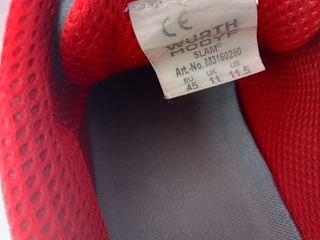 CE
WÜRTH
MODYF
SLAM®
Art.-No. M3160260
EU UK US
45 11 11.5